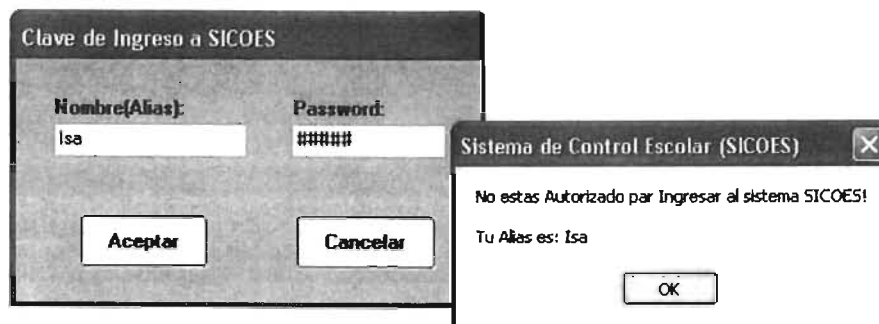 Clave de Ingreso a SICOES
Nombre(Alias):
Password:
Isa
#####
Aceptar
Cancelar
Sistema de Control Escolar (SICOES)
No estas Autorizado par Ingresar al sistema SICOES!
Tu Alias es: Isa
OK